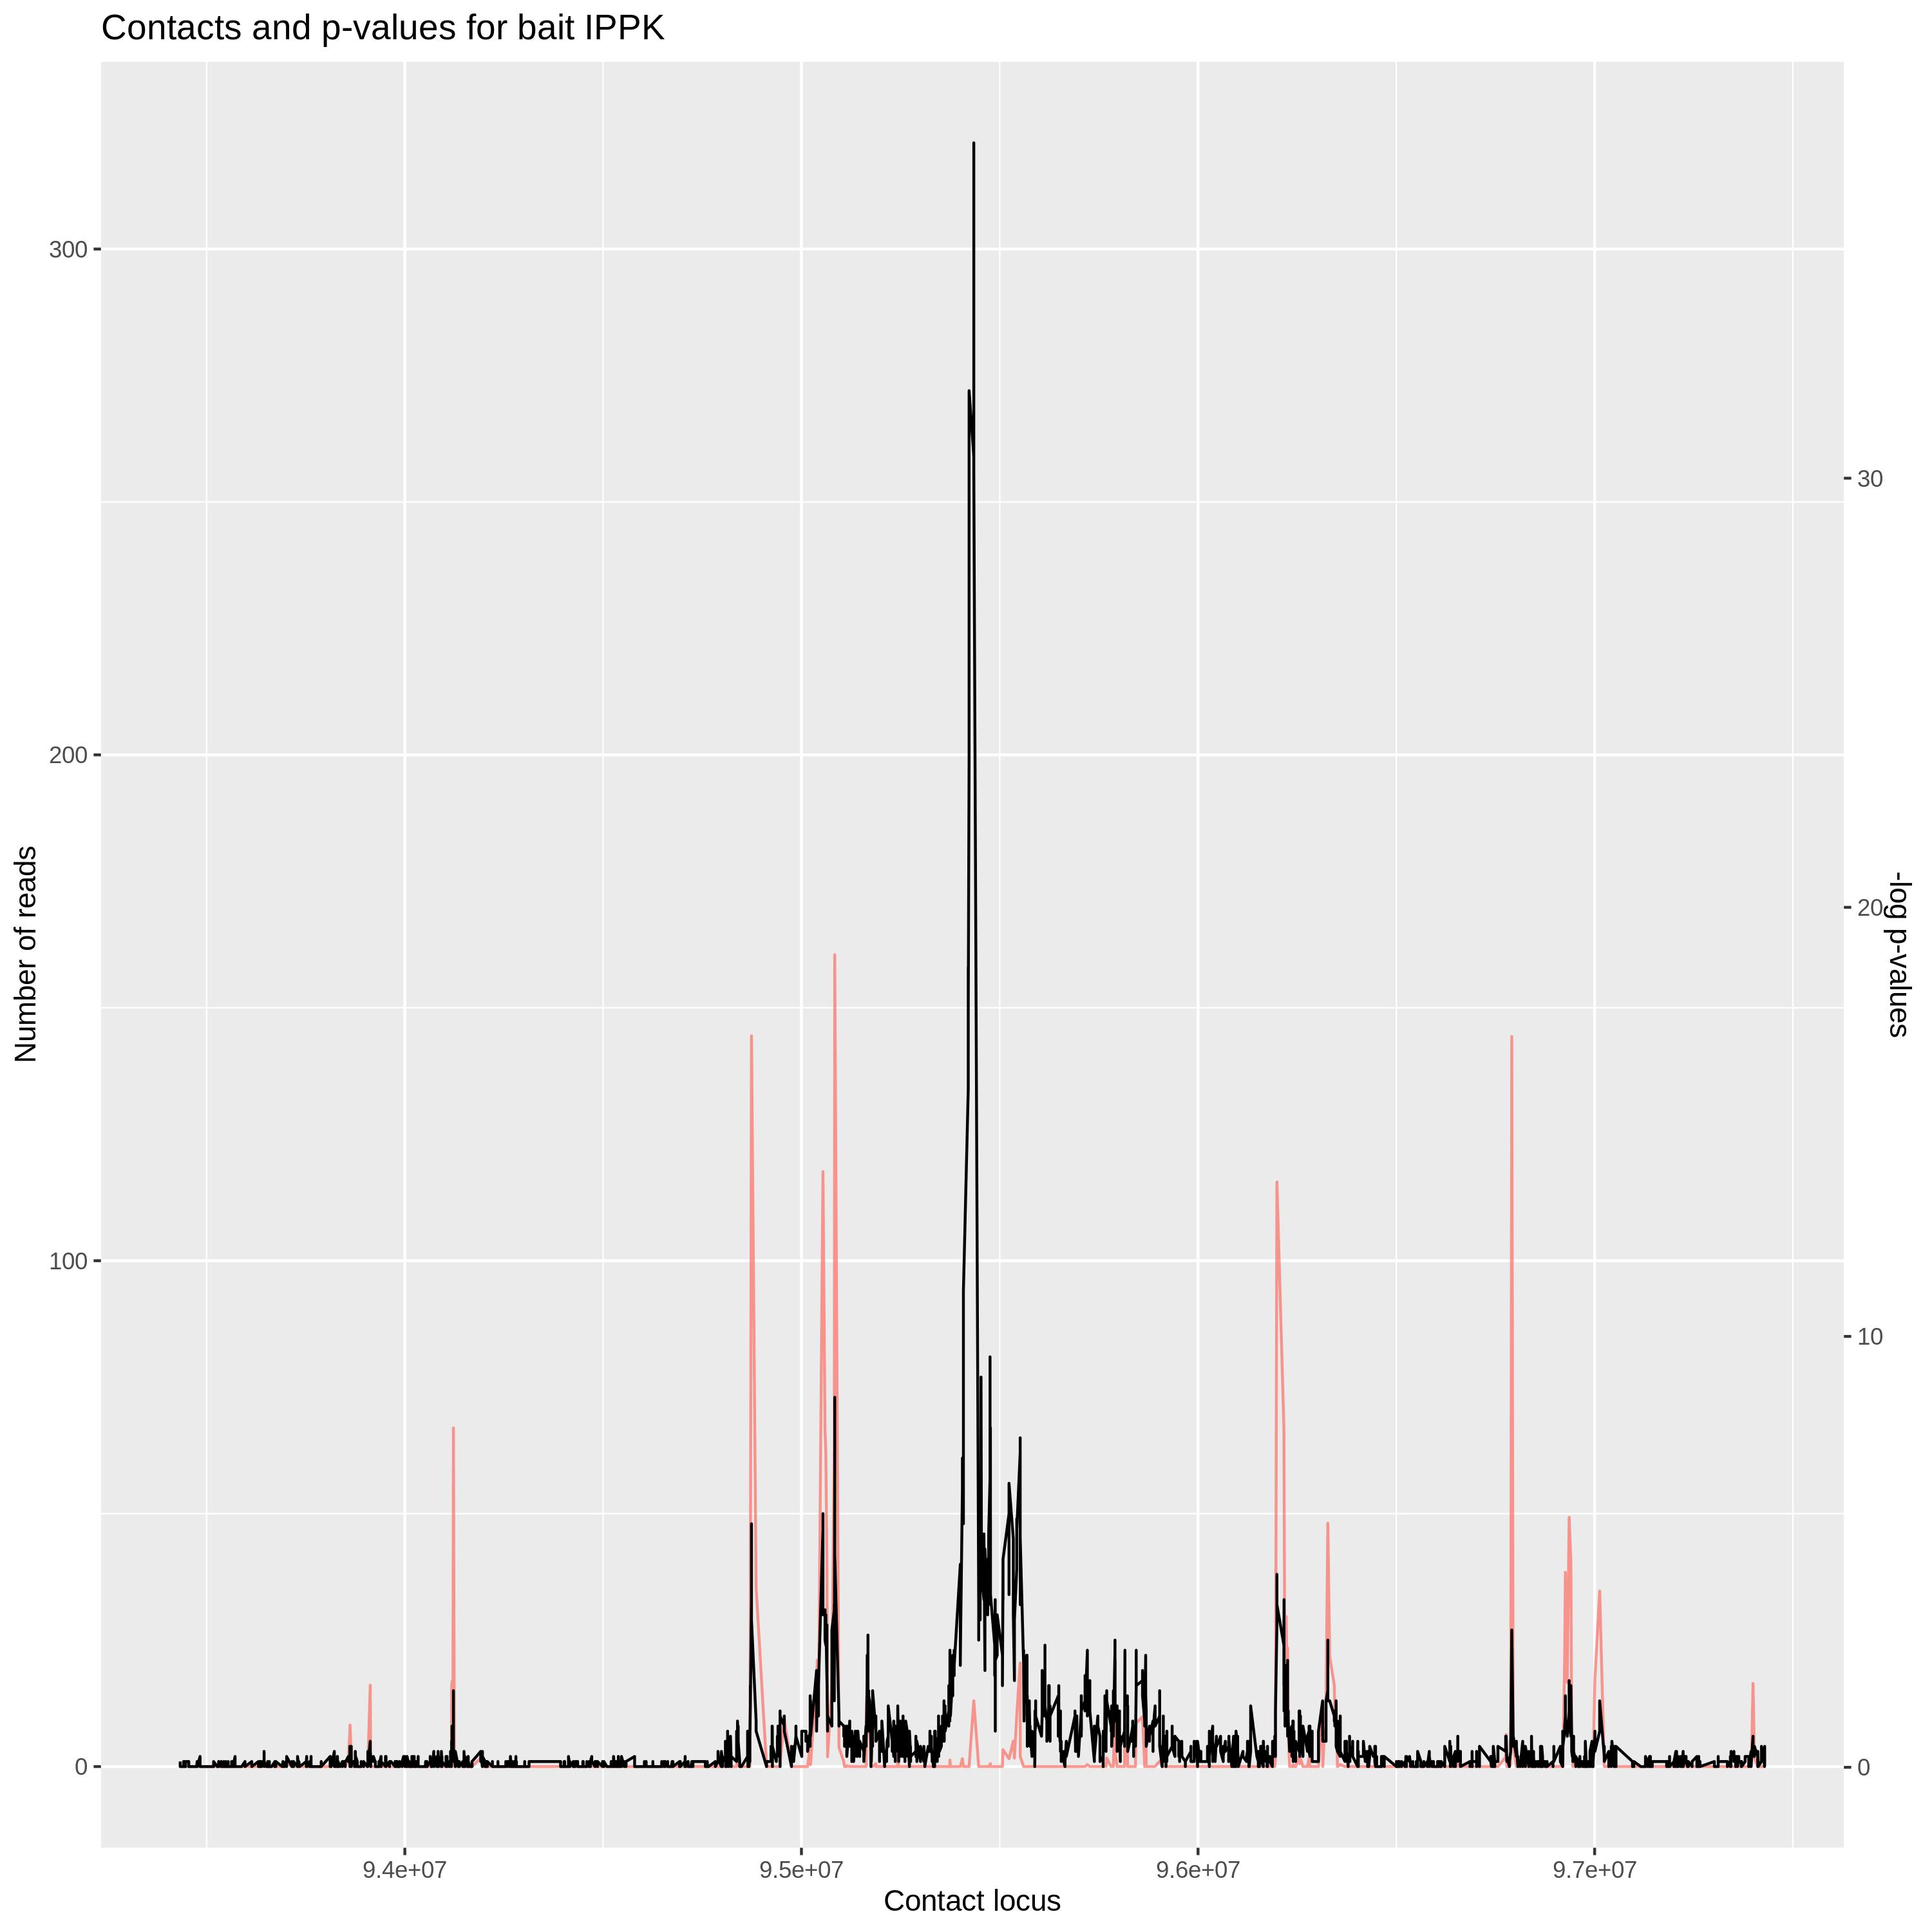 Contacts and p-values for bait IPPK
300
200
100
0
Number of reads
30
20
10
0
-log p-values
9.4e+07
9.5e+07
9.6e+07
9.7e+07
Contact locus